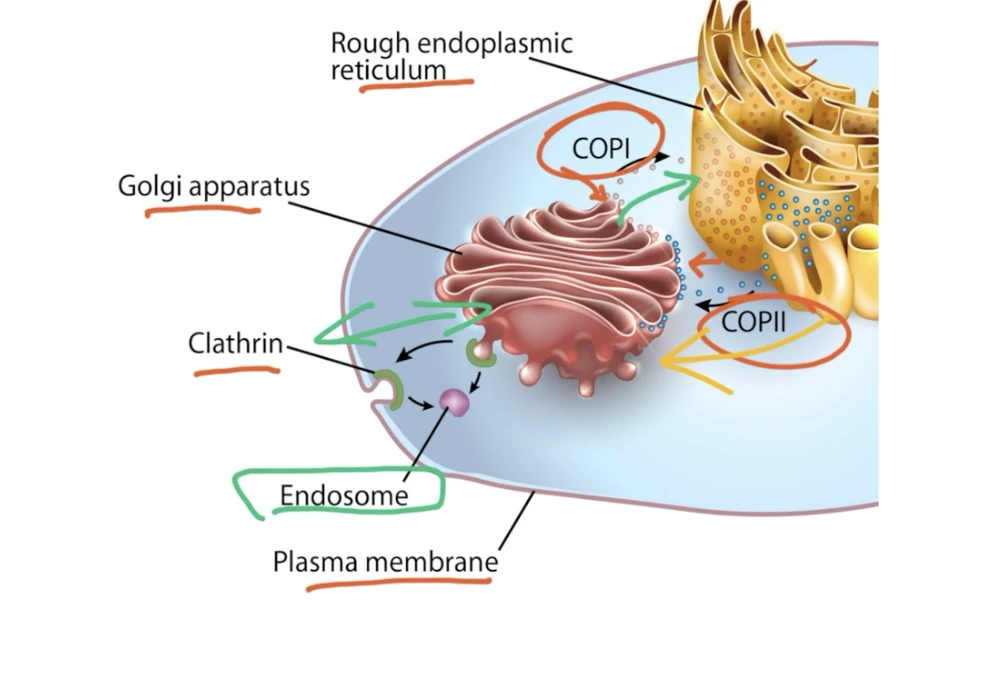 Rough endoplasmic
reticulum
COPI
Golgi apparatus
COPII
Clathrin
Endosome
Plasma membrane